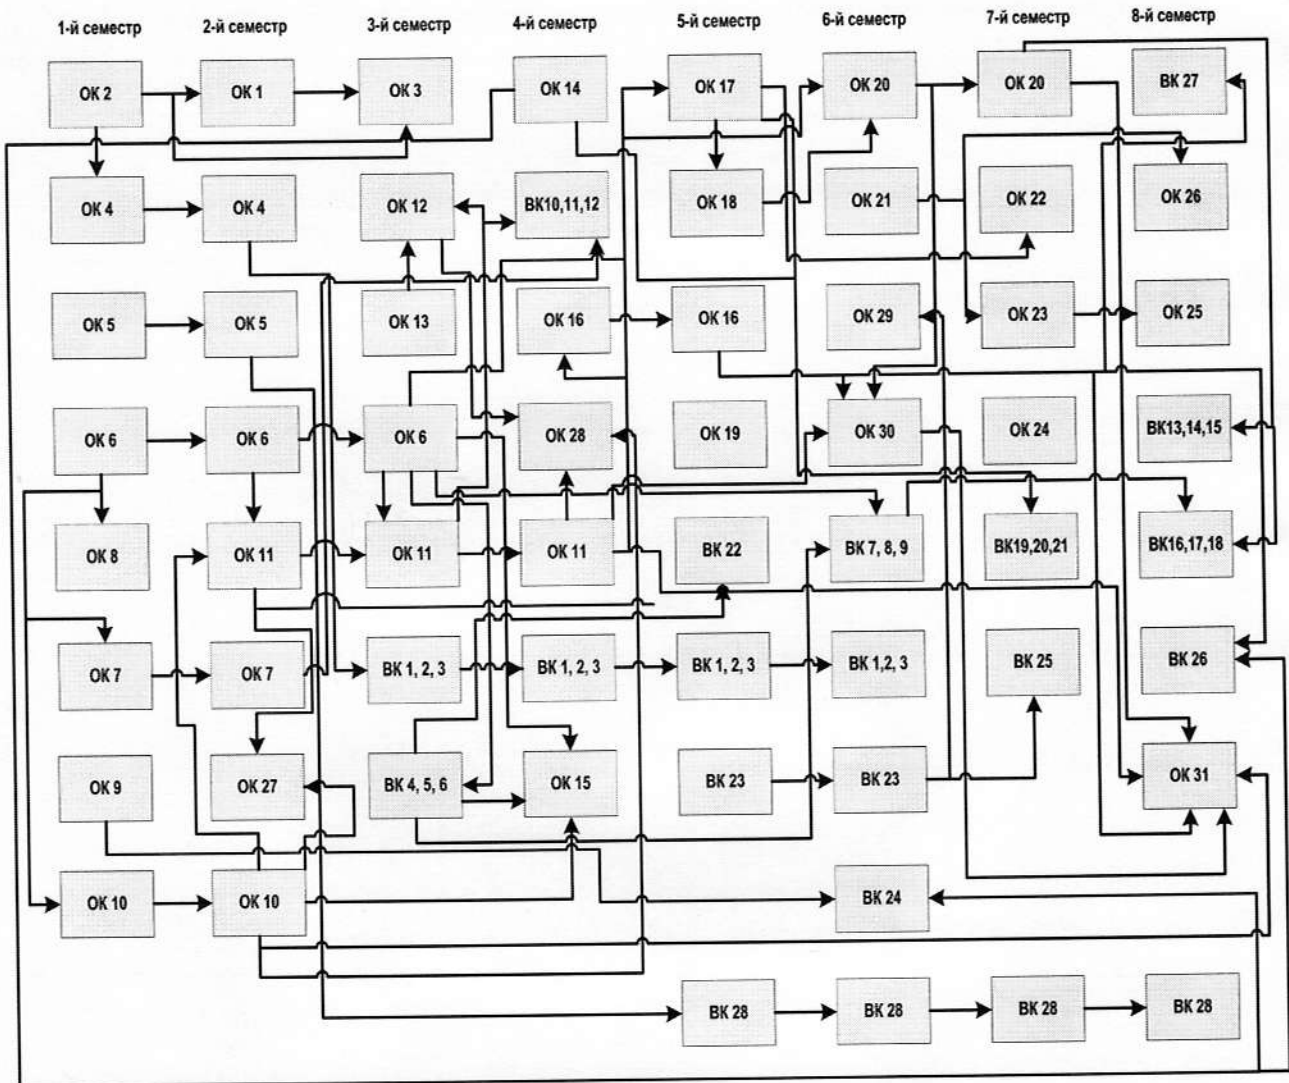 1-й семестр 2-й семестр 3-й семестр 4-й семестр 5-й семестр 6-й семестр 7-й семестр 8-й семестр
ОК 2 ОК 1 ОК 3 ОК 14 ОК 17 ОК 20 ОК 20 ВК 27
ОК 4 ОК 4 ОК 12 ВК10,11,12 ОК 18 ОК 21 ОК 22 ОК 26
ОК 5 ОК 5 ОК 13 ОК 16 ОК 16 ОК 29 ОК 23 ОК 25
ОК 6 ОК 6 ОК 6 ОК 28 ОК 19 ОК 30 ОК 24 ВК13,14,15
ОК 8 ОК 11 ОК 11 ОК 11 ВК 22 ВК 7, 8, 9 ВК19,20,21 ВК16,17,18
ОК 7 ОК 7 ВК 1, 2, 3 ВК 1, 2, 3 ВК 1, 2, 3 ВК 1,2, 3 ВК 25 ВК 26
ОК 9 ОК 27 ВК 4, 5, 6 ОК 15 ВК 23 ВК 23 ОК 31
ОК 10 ОК 10 ВК 24
ВК 28 ВК 28 ВК 28 ВК 28